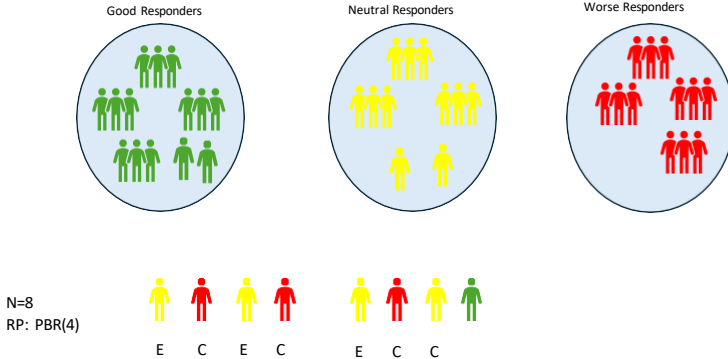 Good Responders
Neutral Responders
Worse Responders
N=8
RP: PBR(4)
E C E C E C C